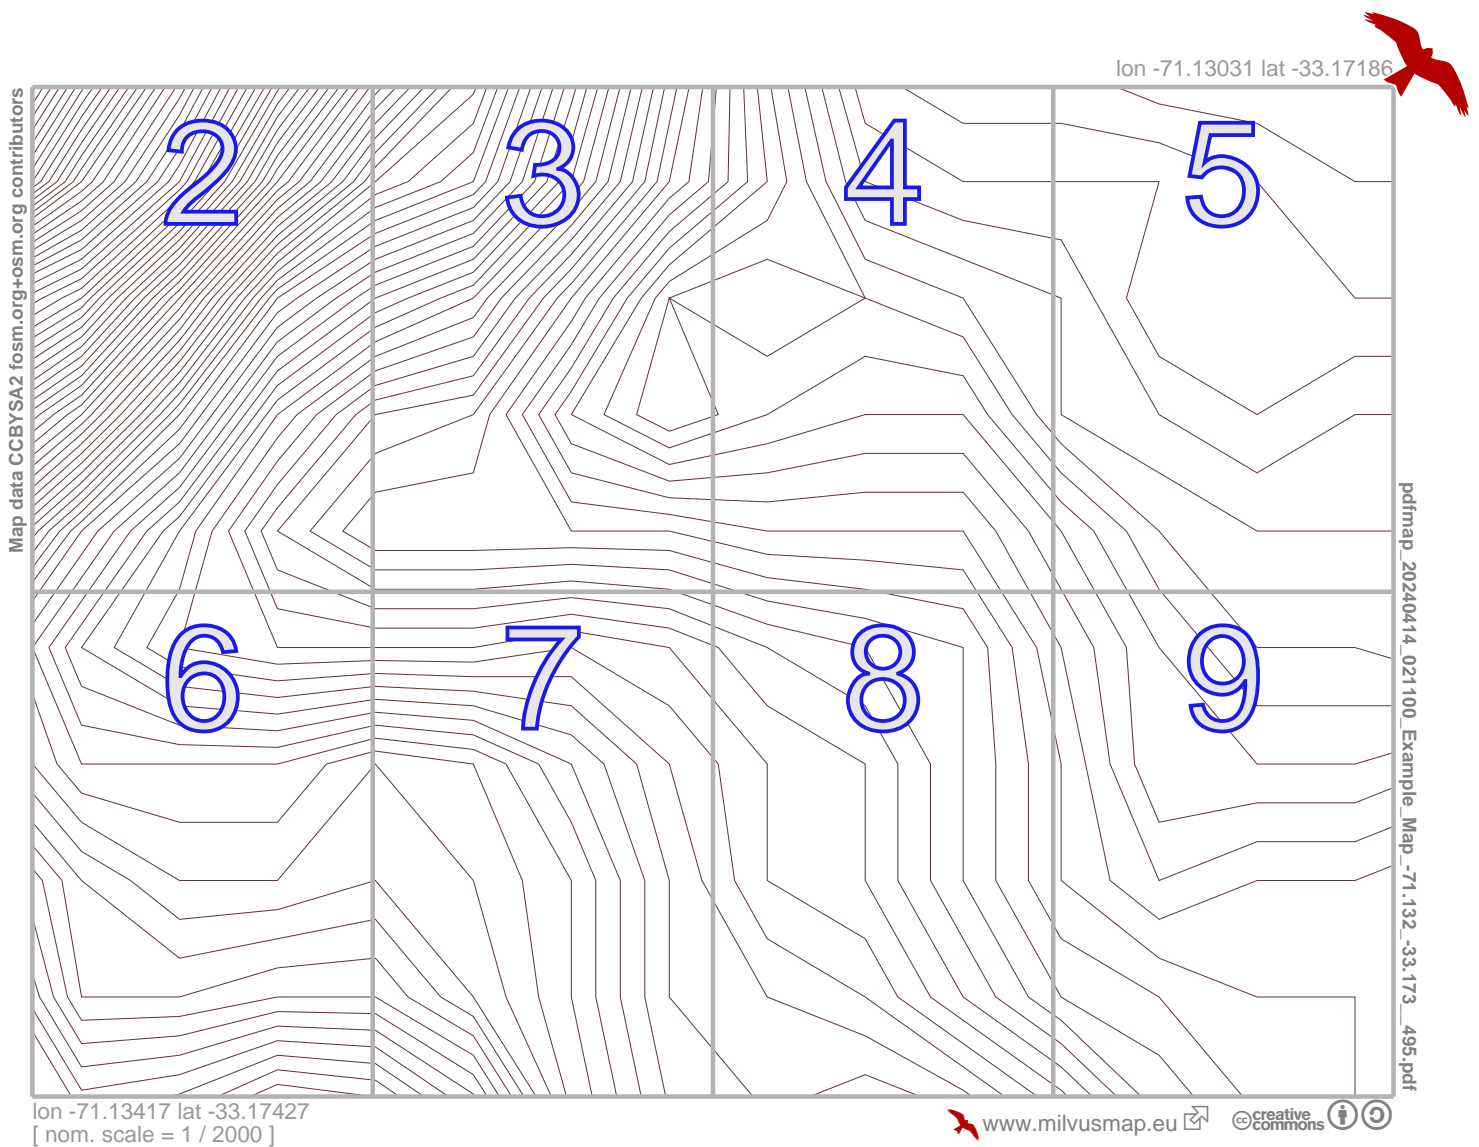 lon -71.13031 lat -33.17186
Map data CCBYSA2 fosm.org+osm.org contributors
2
3
4
5
6
7
8
9
pdfmap_20240414_021100_Example_Map_-71.132_-33.173__495.pdf
lon -71.13417 lat -33.17427
[ nom. scale = 1 / 2000 ]
www.milvusmap.eu
cc creative commons